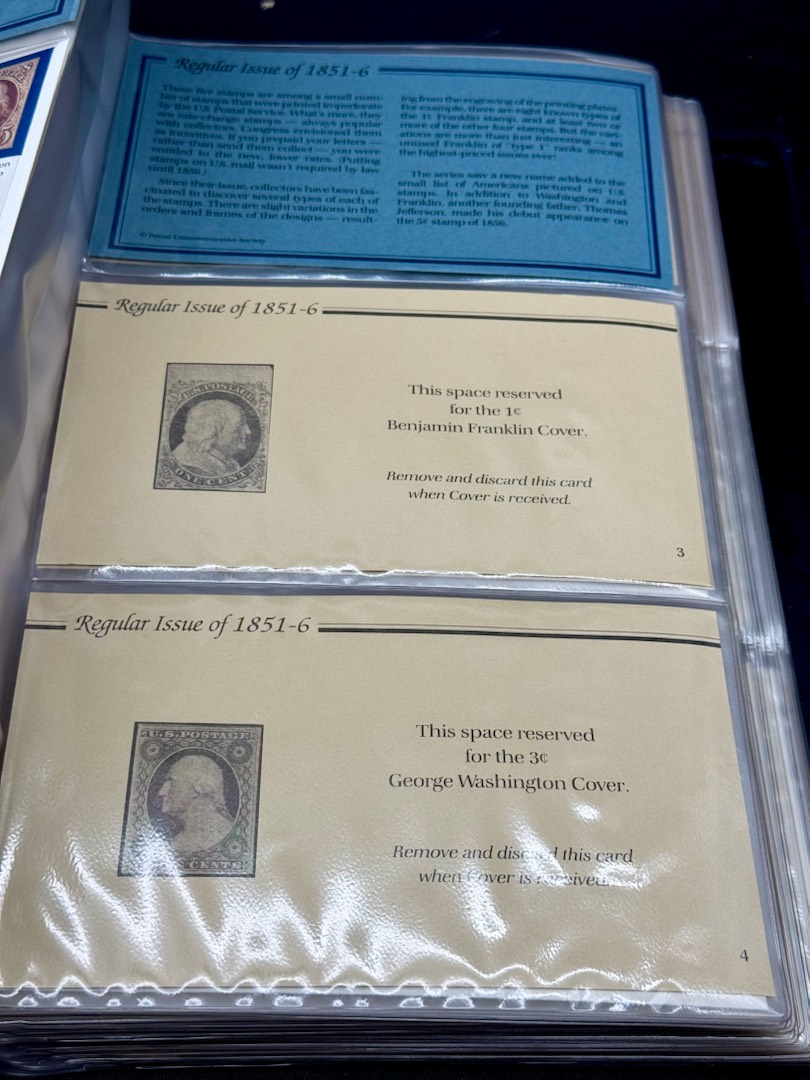 Regular Issue of 1851-6
These five stamps are among a small num-
ber of stamps that were printed imperforate
by the U.S. Postal Service. What's more, they
are rate-change stamps — always popular
with collectors. Congress envisioned them
as incentives. If you prepaid your letters —
rather than send them collect — you were
entitled to the new, lower rates. (Putting
stamps on U.S. mail wasn't required by law
until 1856.)
Since their issue, collectors have been fas-
cinated to discover several types of each of
the stamps. There are slight variations in the
orders and frames of the designs — result-
ing from the engraving of the printing plates.
For example, there are eight known types of
the 1¢ Franklin stamp, and at least two or
more of the other four stamps. But the vari-
ations are more than just interesting — an
unused Franklin of "type 1" ranks among
the highest-priced issues ever!
The series saw a new name added to the
small list of Americans pictured on U.S.
stamps. In addition to Washington and
Franklin, another founding father, Thomas
Jefferson, made his debut appearance on
the 5¢ stamp of 1856.
© Postal Commemorative Society
Regular Issue of 1851-6
U.S. POSTAGE
ONE CENT
This space reserved
for the 1¢
Benjamin Franklin Cover.
Remove and discard this card
when Cover is received.
3
Regular Issue of 1851-6
U.S. POSTAGE
CENTS
This space reserved
for the 3¢
George Washington Cover.
Remove and discard this card
when Cover is received.
4